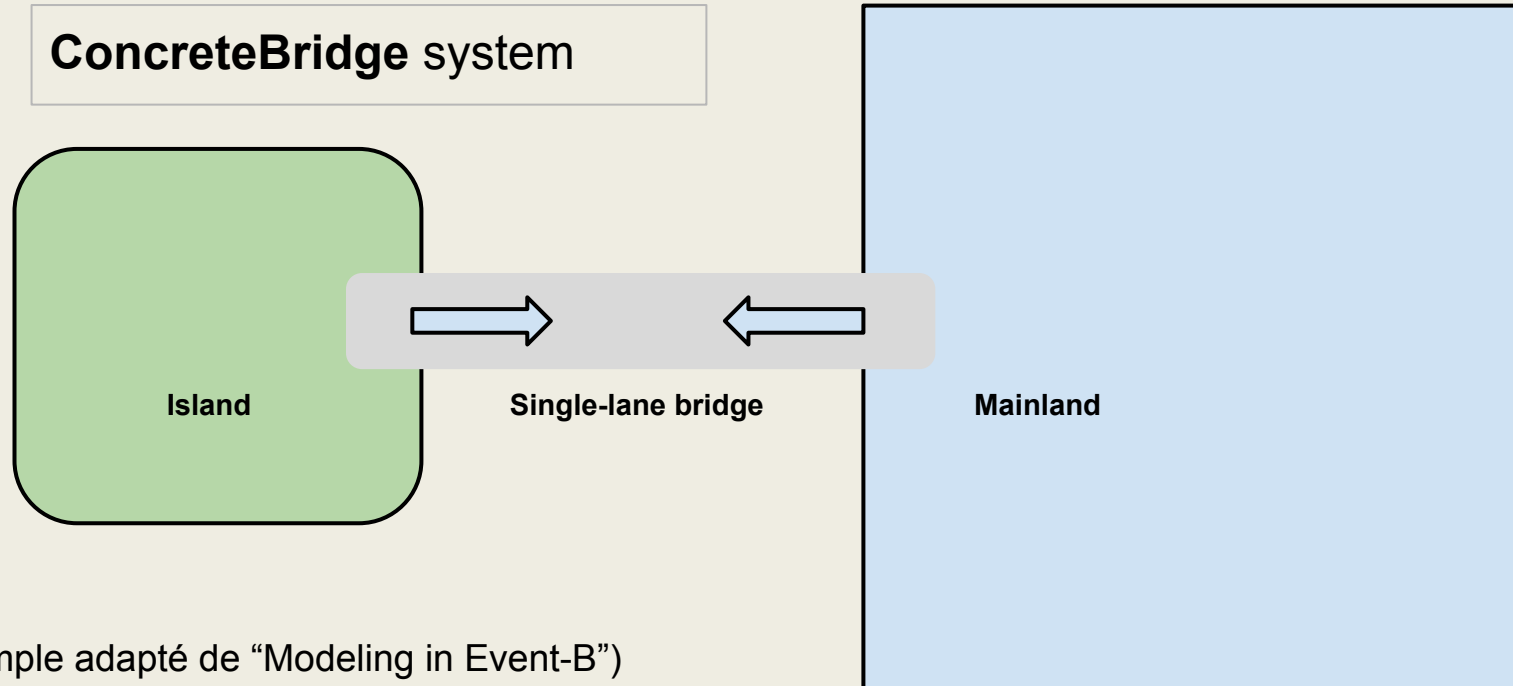 ConcreteBridge system
Island
Single-lane bridge
Mainland
mple adapté de “Modeling in Event-B”)